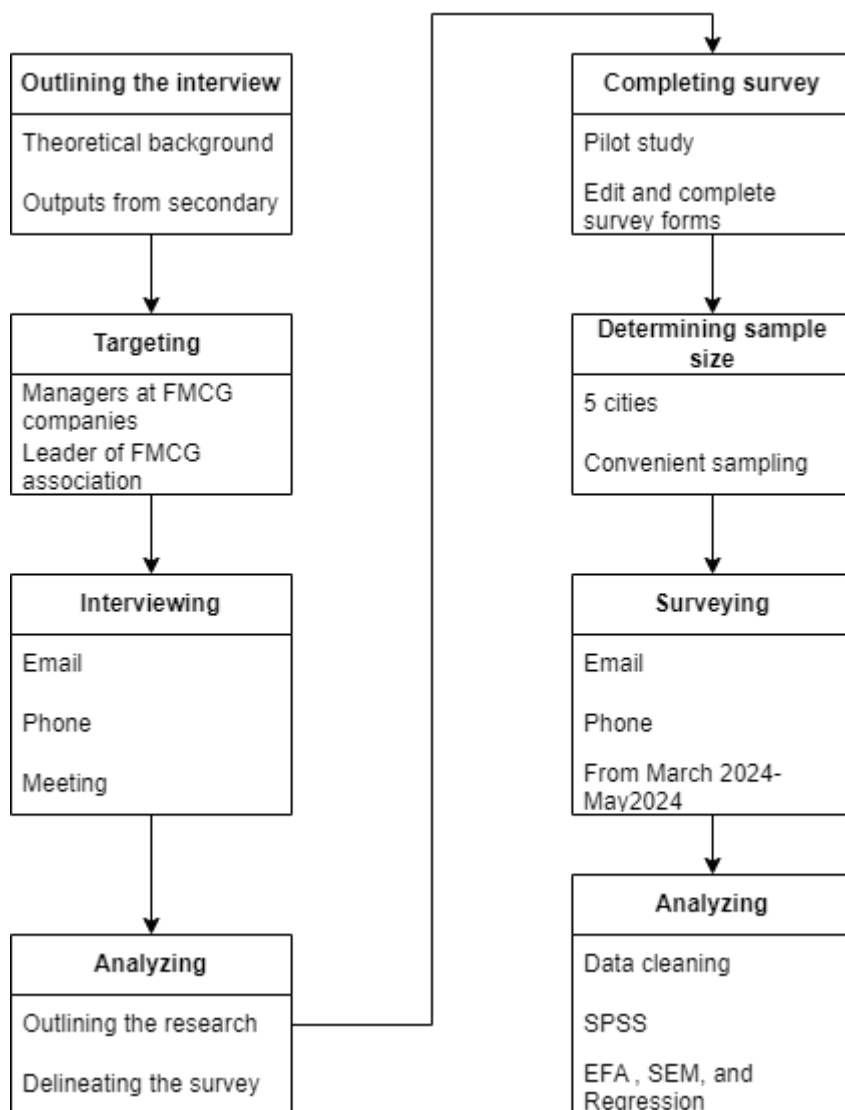 Outlining the interview
Theoretical background
Outputs from secondary
Targeting
Managers at FMCG
companies
Leader of FMCG
association
Interviewing
Email
Phone
Meeting
Analyzing
Outlining the research
Delineating the survey
Completing survey
Pilot study
Edit and complete
survey forms
Determining sample
size
5 cities
Convenient sampling
Surveying
Email
Phone
From March 2024-
May2024
Analyzing
Data cleaning
SPSS
EFA , SEM, and
Regression